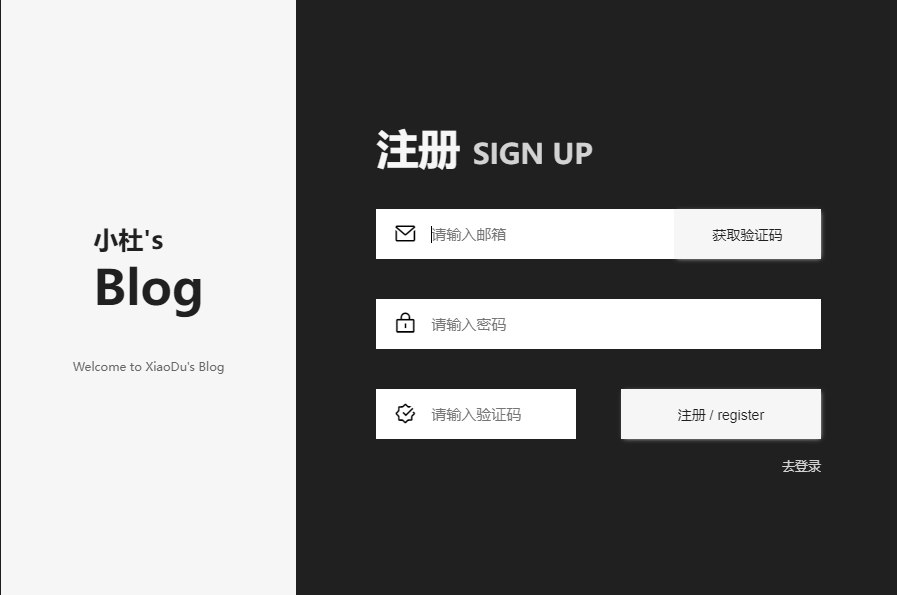 小杜's
Blog
Welcome to XiaoDu's Blog
注册 SIGN UP
请输入邮箱 获取验证码
请输入密码
请输入验证码 注册 / register
去登录